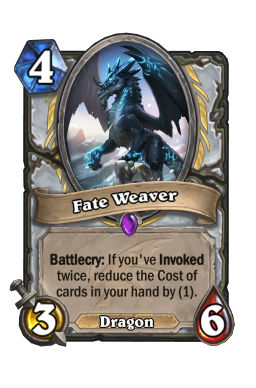 4
Fate Weaver
Battlecry: If you've Invoked
twice, reduce the Cost of
cards in your hand by (1).
3
Dragon
6